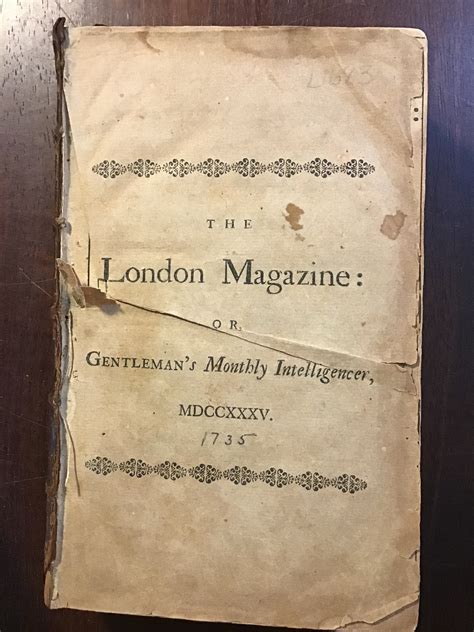 THE
London Magazine:
OR,
GENTLEMAN's Monthly Intelligencer,
MDCCXXXV.
1735